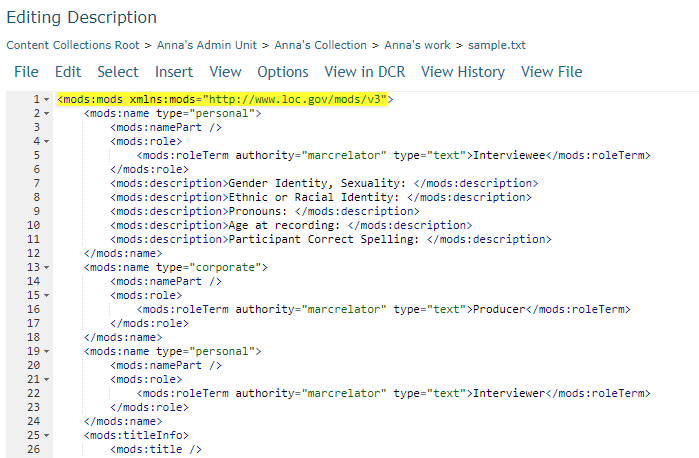 Editing Description
Content Collections Root > Anna's Admin Unit > Anna's Collection > Anna's work > sample.txt
File Edit Select Insert View Options View in DCR View History View File
1 <mods:mods xmlns:mods="http://www.loc.gov/mods/v3">
2 <mods:name type="personal">
3 <mods:namePart />
4 <mods:role>
5 <mods:roleTerm authority="marcrelator" type="text">Interviewee</mods:roleTerm>
6 </mods:role>
7 <mods:description>Gender Identity, Sexuality: </mods:description>
8 <mods:description>Ethnic or Racial Identity: </mods:description>
9 <mods:description>Pronouns: </mods:description>
10 <mods:description>Age at recording: </mods:description>
11 <mods:description>Participant Correct Spelling: </mods:description>
12 </mods:name>
13 <mods:name type="corporate">
14 <mods:namePart />
15 <mods:role>
16 <mods:roleTerm authority="marcrelator" type="text">Producer</mods:roleTerm>
17 </mods:role>
18 </mods:name>
19 <mods:name type="personal">
20 <mods:namePart />
21 <mods:role>
22 <mods:roleTerm authority="marcrelator" type="text">Interviewer</mods:roleTerm>
23 </mods:role>
24 </mods:name>
25 <mods:titleInfo>
26 <mods:title />